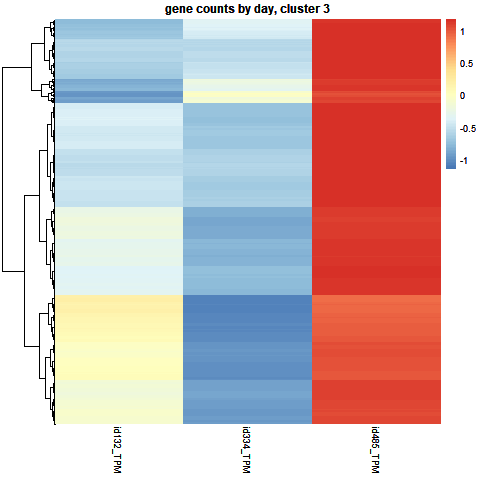 gene counts by day, cluster 3
1
0.5
0
-0.5
-1
id132_TPM
id334_TPM
id485_TPM